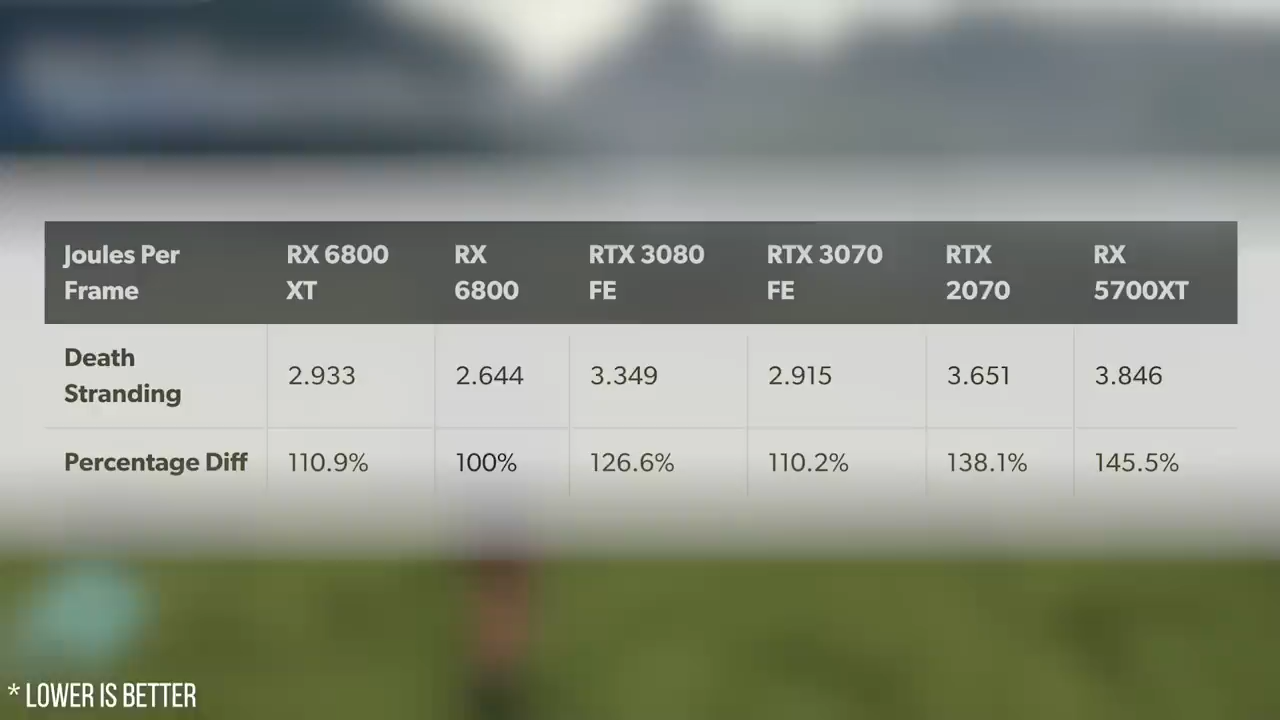 Joules Per Frame RX 6800 XT RX 6800 RTX 3080 FE RTX 3070 FE RTX 2070 RX 5700XT
Death Stranding 2.933 2.644 3.349 2.915 3.651 3.846
Percentage Diff 110.9% 100% 126.6% 110.2% 138.1% 145.5%
* LOWER IS BETTER